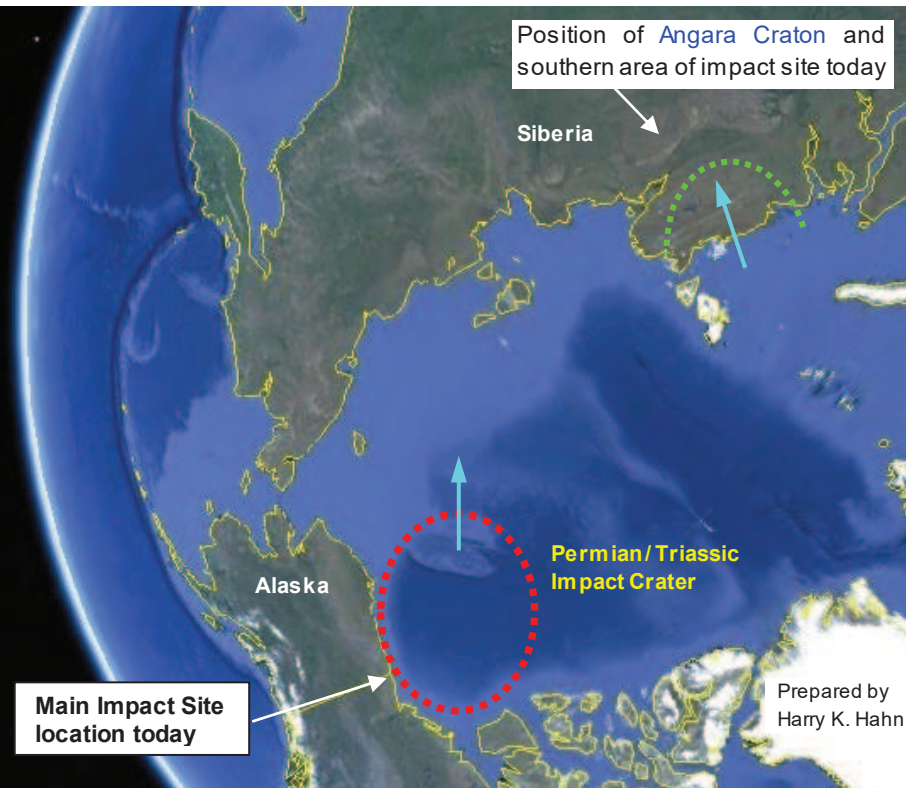 Position of Angara Craton and
southern area of impact site today
Siberia
Permian/Triassic
Impact Crater
Alaska
Main Impact Site
location today
Prepared by
Harry K. Hahn